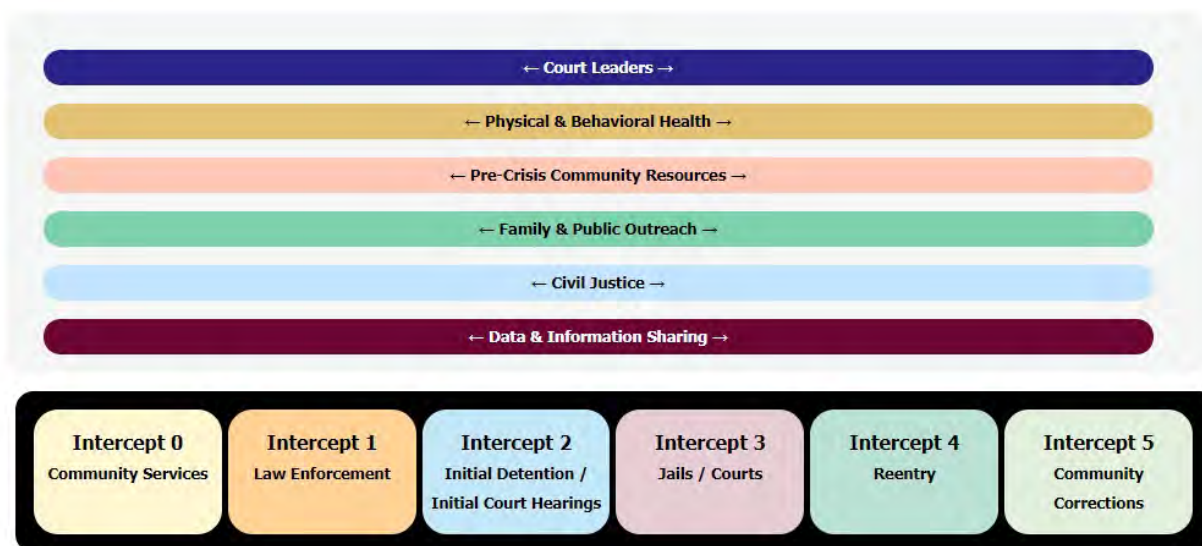 ← Court Leaders →
← Physical & Behavioral Health →
← Pre-Crisis Community Resources →
← Family & Public Outreach →
← Civil Justice →
← Data & Information Sharing →
Intercept 0
Community Services
Intercept 1
Law Enforcement
Intercept 2
Initial Detention /
Initial Court Hearings
Intercept 3
Jails / Courts
Intercept 4
Reentry
Intercept 5
Community
Corrections